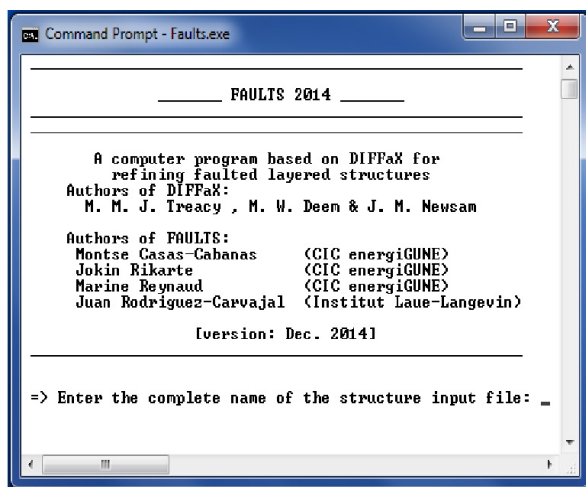 Command Prompt - Faults.exe
FAULTS 2014
A computer program based on DIFFaX for
refining faulted layered structures
Authors of DIFFaX:
M. M. J. Treacy , M. W. Deem & J. M. Newsam
Authors of FAULTS:
Montse Casas-Cabanas (CIC energiGUNE)
Jokin Rikarte (CIC energiGUNE)
Marine Reynaud (CIC energiGUNE)
Juan Rodriguez-Carvajal (Institut Laue-Langevin)
[version: Dec. 2014]
=> Enter the complete name of the structure input file: _